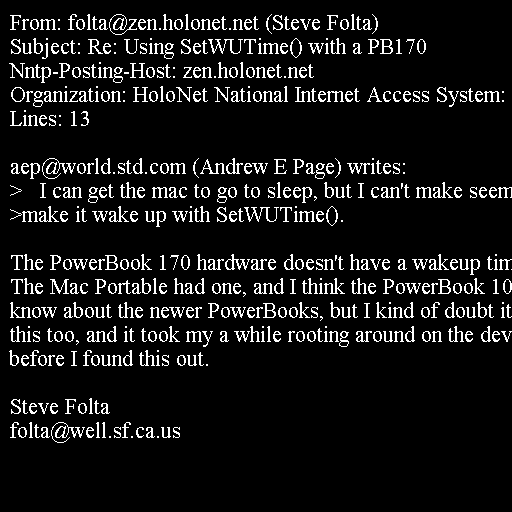 From: folta@zen.holonet.net (Steve Folta)
Subject: Re: Using SetWUTime() with a PB170
Nntp-Posting-Host: zen.holonet.net
Organization: HoloNet National Internet Access System:
Lines: 13

aep@world.std.com (Andrew E Page) writes:
>   I can get the mac to go to sleep, but I can't make seem
>make it wake up with SetWUTime().

The PowerBook 170 hardware doesn't have a wakeup tim
The Mac Portable had one, and I think the PowerBook 10
know about the newer PowerBooks, but I kind of doubt it
this too, and it took my a while rooting around on the dev
before I found this out.

Steve Folta
folta@well.sf.ca.us